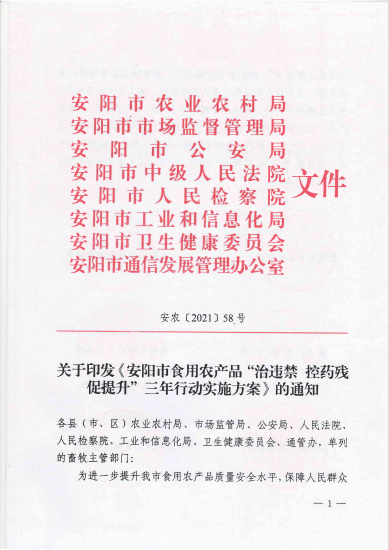 安阳市农业农村局
安阳市市场监督管理局
安阳市公安局
安阳市中级人民法院
安阳市人民检察院
安阳市工业和信息化局
安阳市卫生健康委员会
安阳市通信发展管理办公室
文件
安农〔2021〕58号
关于印发《安阳市食用农产品“治违禁 控药残
促提升”三年行动实施方案》的通知
各县（市、区）农业农村局、市场监管局、公安局、人民法院、
人民检察院、工业和信息化局、卫生健康委员会、通管办，单列
的畜牧主管部门：
为进一步提升我市食用农产品质量安全水平，保障人民群众
— 1 —